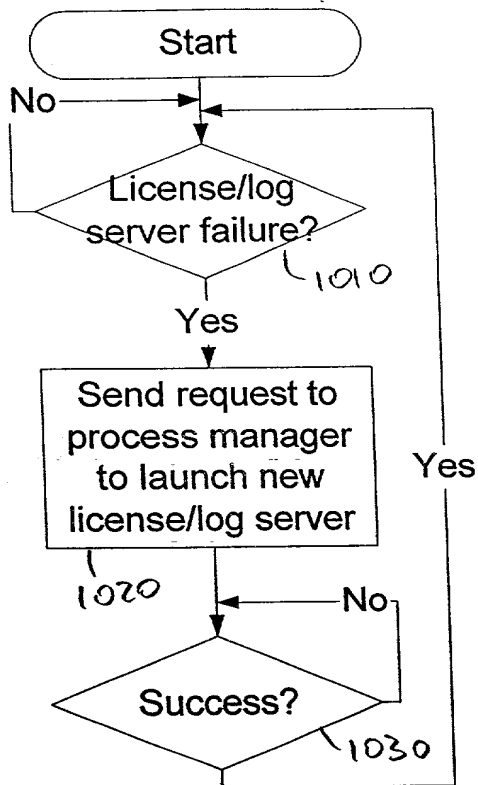 Start
No
License/log
server failure?
1010
Yes
Send request to
process manager
to launch new
license/log server
Yes
1020
No
Success?
1030